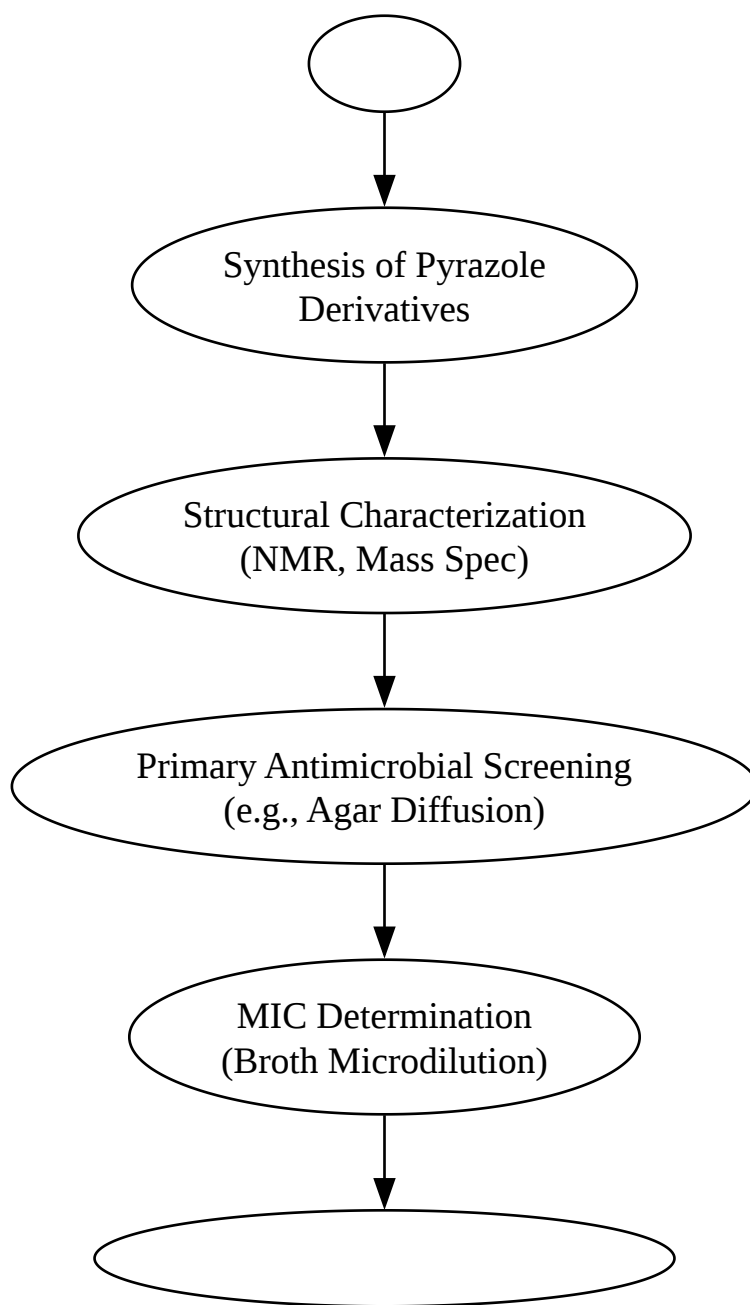 Synthesis of Pyrazole
Derivatives
Structural Characterization
(NMR, Mass Spec)
Primary Antimicrobial Screening
(e.g., Agar Diffusion)
MIC Determination
(Broth Microdilution)